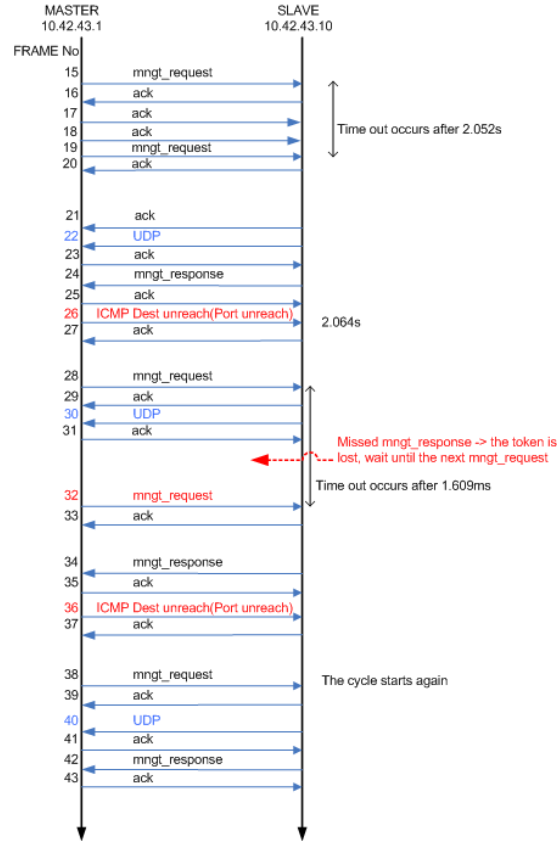 MASTER SLAVE
10.42.43.1 10.42.43.10
FRAME No
15 mngt_request
16 ack
17 ack
Time out occurs after 2.052s
18 ack
19 mngt_request
20 ack
21 ack
22 UDP
23 ack
24 mngt_response
25 ack
26 ICMP Dest unreach(Port unreach)
2.064s
27 ack
28 mngt_request
29 ack
30 UDP
31 ack
Missed mngt_response -> the token is
lost, wait until the next mngt_request
Time out occurs after 1.609ms
32 mngt_request
33 ack
34 mngt_response
35 ack
36 ICMP Dest unreach(Port unreach)
37 ack
38 mngt_request The cycle starts again
39 ack
40 UDP
41 ack
42 mngt_response
43 ack